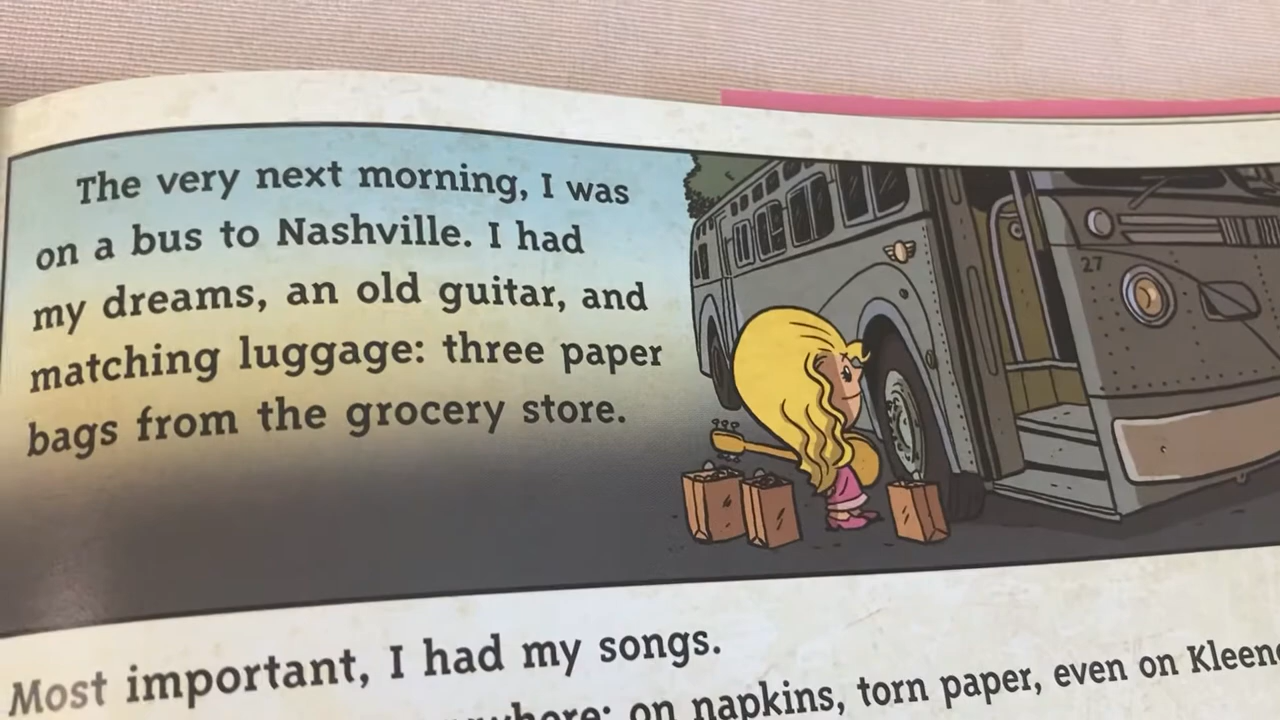 The very next morning, I was
on a bus to Nashville. I had
my dreams, an old guitar, and
matching luggage: three paper
bags from the grocery store.
27
Most important, I had my songs.
on napkins, torn paper, even on